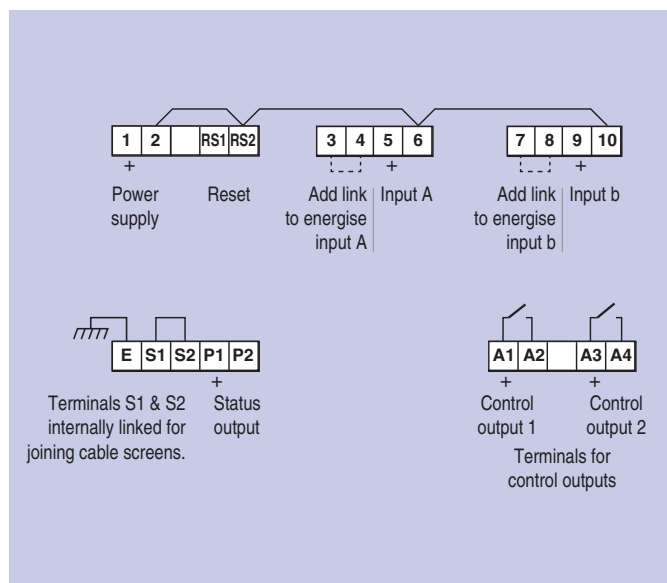 1 2 RS1 RS2 3 4 5 6 7 8 9 10
+ + +
Power
supply
Reset
Add link
to energise
input A
Input A
Add link
to energise
input b
Input b
E S1 S2 P1 P2
+
Terminals S1 & S2
internally linked for
joining cable screens.
Status
output
A1 A2 A3 A4
+ +
Control
output 1
Control
output 2
Terminals for
control outputs